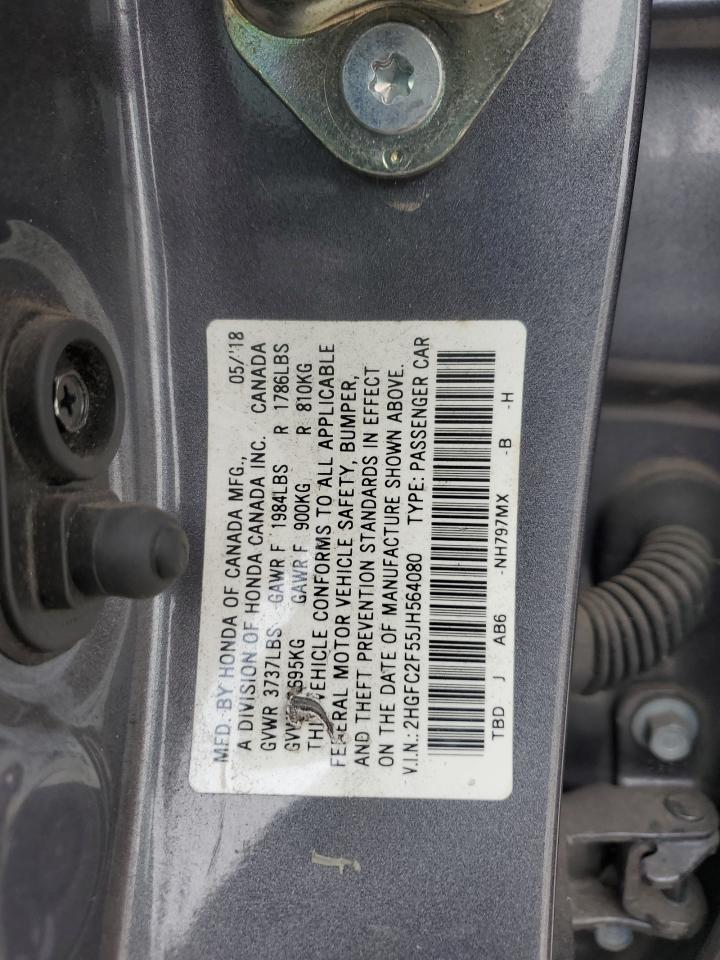 MFD. BY HONDA OF CANADA MFG., 05/'18
A DIVISION OF HONDA CANADA INC. CANADA
GVWR 3737LBS GAWR F 1984LBS R 1786LBS
695KG GAWR F 900KG R 810KG
VEHICLE CONFORMS TO ALL APPLICABLE
MOTOR VEHICLE SAFETY, BUMPER,
AND THEFT PREVENTION STANDARDS IN EFFECT
ON THE DATE OF MANUFACTURE SHOWN ABOVE.
V.I.N.: 2HGFC2F55JH564080 TYPE: PASSENGER CAR
TBD J AB6 -NH797MX -B -H